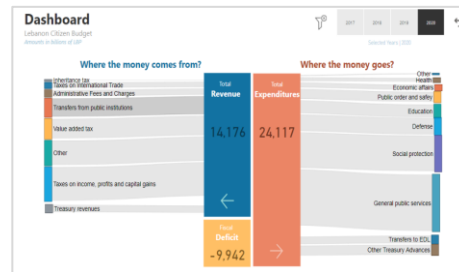 Dashboard
Lebanon Citizen Budget
Amounts in Billions of LBP
2017
2018
2019
2020
Selected Years | 2020
Where the money comes from?
Where the money goes?
Inheritance tax
Taxes on International Trade
Administrative Fees and Charges
Transfers from public institutions
Value added tax
Other
Taxes on income, profits and capital gains
Treasury revenues
Total
Revenue
14,176
Total
Expenditures
24,117
Fiscal
Deficit
-9,942
Other
Health
Economic affairs
Public order and safey
Education
Defense
Social protection
General public services
Transfers to EDL
Other Treasury Advances